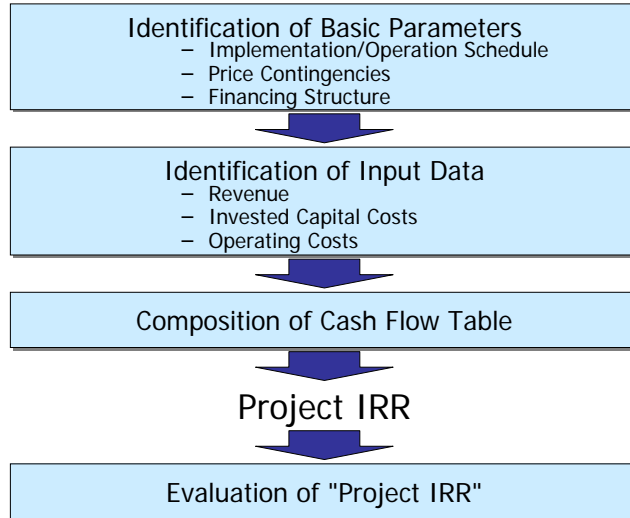 Identification of Basic Parameters
– Implementation/Operation Schedule
– Price Contingencies
– Financing Structure
Identification of Input Data
– Revenue
– Invested Capital Costs
– Operating Costs
Composition of Cash Flow Table
Project IRR
Evaluation of "Project IRR"